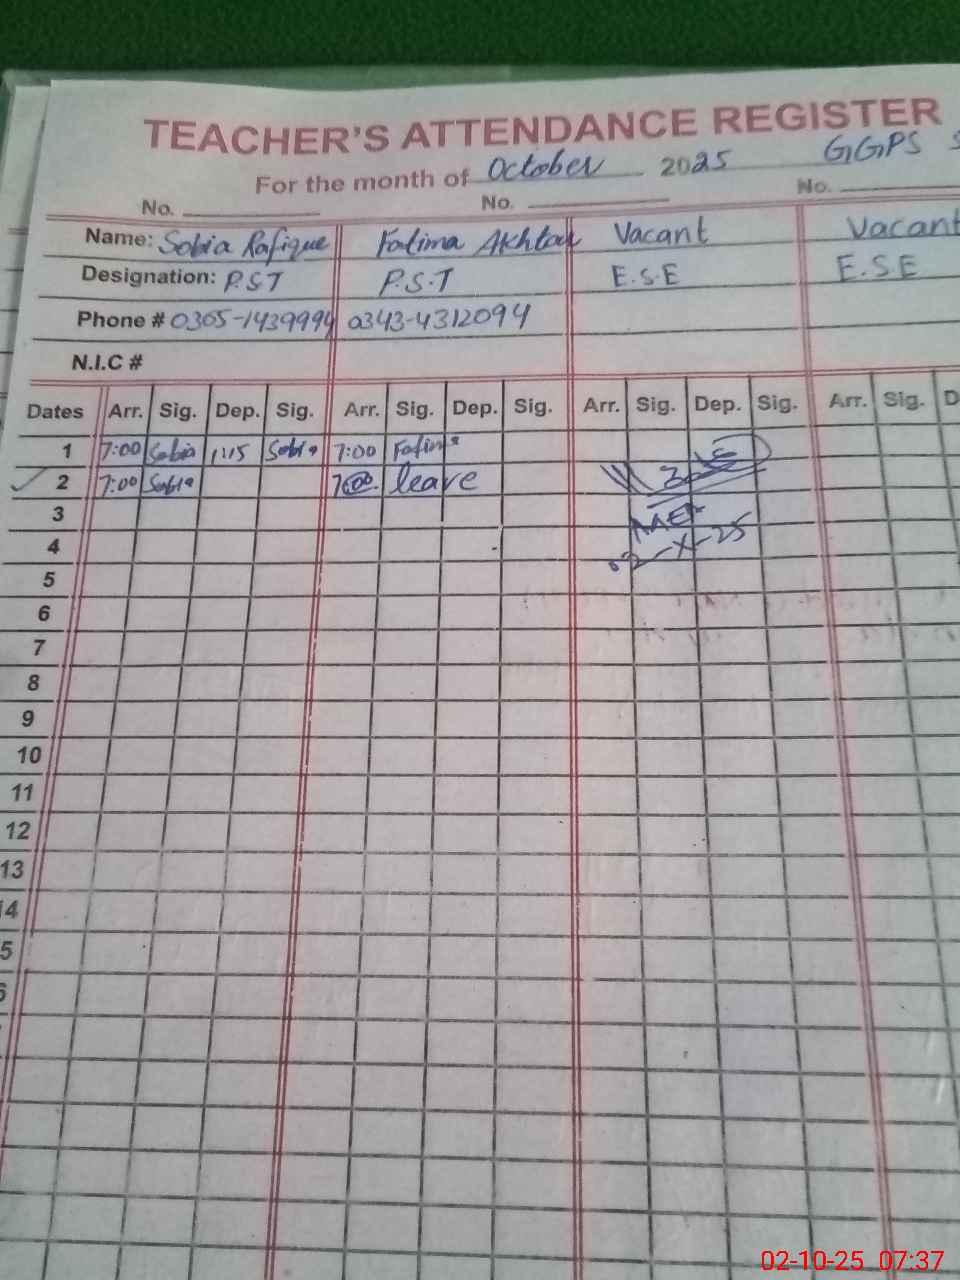 TEACHER'S ATTENDANCE REGISTER
For the month of October 2025 GGPS
No. No. No.
Name: Sobia Rafique Fatima Akhtar Vacant Vacant
Designation: P.S.T P.S.T E.S.E E.S.E
Phone # 0305-1439994 0343-4312094
N.I.C #
Dates Arr. Sig. Dep. Sig. Arr. Sig. Dep. Sig. Arr. Sig. Dep. Sig. Arr. Sig. D
1 7:00 Sobia 1:15 Sobia 7:00 Fatima
2 7:00 Sobia leave
3
4 02-X-25
5
6
7
8
9
10
11
12
13
14
5
6
02-10-25 07:37